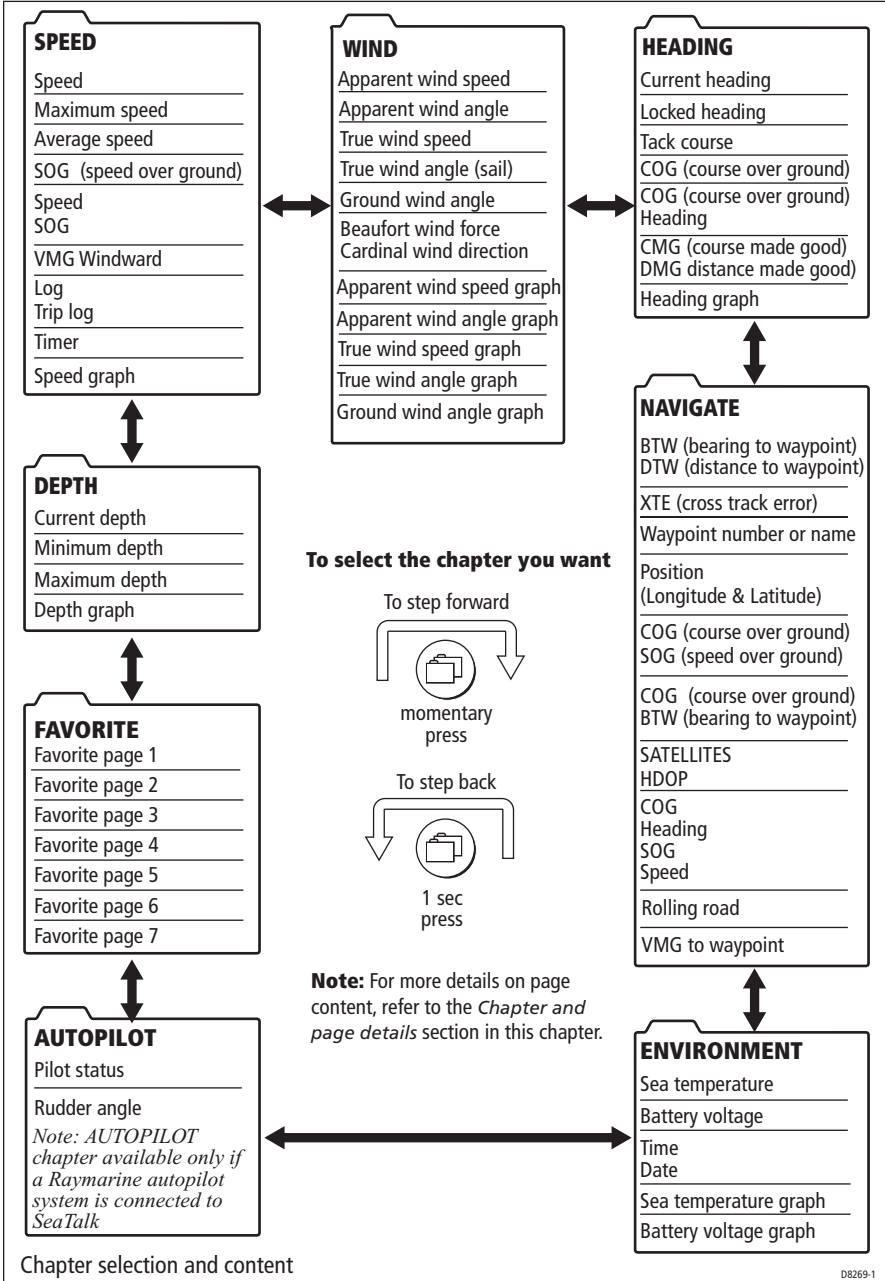 SPEED
Speed
Maximum speed
Average speed
SOG (speed over ground)
Speed
SOG
VMG Windward
Log
Trip log
Timer
Speed graph
WIND
Apparent wind speed
Apparent wind angle
True wind speed
True wind angle (sail)
Ground wind angle
Beaufort wind force
Cardinal wind direction
Apparent wind speed graph
Apparent wind angle graph
True wind speed graph
True wind angle graph
Ground wind angle graph
HEADING
Current heading
Locked heading
Tack course
COG (course over ground)
COG (course over ground)
Heading
CMG (course made good)
DMG distance made good)
Heading graph
DEPTH
Current depth
Minimum depth
Maximum depth
Depth graph
FAVORITE
Favorite page 1
Favorite page 2
Favorite page 3
Favorite page 4
Favorite page 5
Favorite page 6
Favorite page 7
AUTOPILOT
Pilot status
Rudder angle
Note: AUTOPILOT
chapter available only if
a Raymarine autopilot
system is connected to
SeaTalk
To select the chapter you want
To step forward
momentary
press
To step back
1 sec
press
Note: For more details on page
content, refer to the Chapter and
page details section in this chapter.
NAVIGATE
BTW (bearing to waypoint)
DTW (distance to waypoint)
XTE (cross track error)
Waypoint number or name
Position
(Longitude & Latitude)
COG (course over ground)
SOG (speed over ground)
COG (course over ground)
BTW (bearing to waypoint)
SATELLITES
HDOP
COG
Heading
SOG
Speed
Rolling road
VMG to waypoint
ENVIRONMENT
Sea temperature
Battery voltage
Time
Date
Sea temperature graph
Battery voltage graph
Chapter selection and content
D8269-1